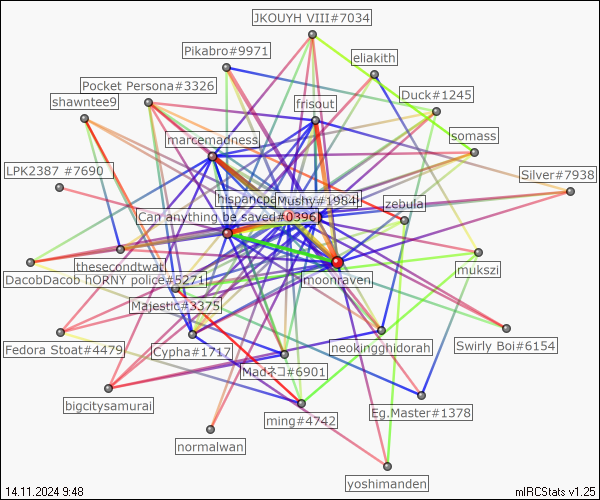 JKOUYH VIII#7034
Pikabro#9971
eliakith
Pocket Persona#3326
Duck#1245
shawntee9
frisout
marcemadness
somass
LPK2387 #7690
Silver#7938
Mushy#1984
zebula
Can anything be saved#0396
thesecondtwat
moonraven
mukszi
DacobDacob hORNY police#5271
Majestic#3375
Fedora Stoat#4479
Cypha#1717
neokingghidorah
Swirly Boi#6154
Madネコ#6901
bigcitysamurai
ming#4742
Eg.Master#1378
normalwan
yoshimanden
14.11.2024 9:48
mIRCStats v1.25